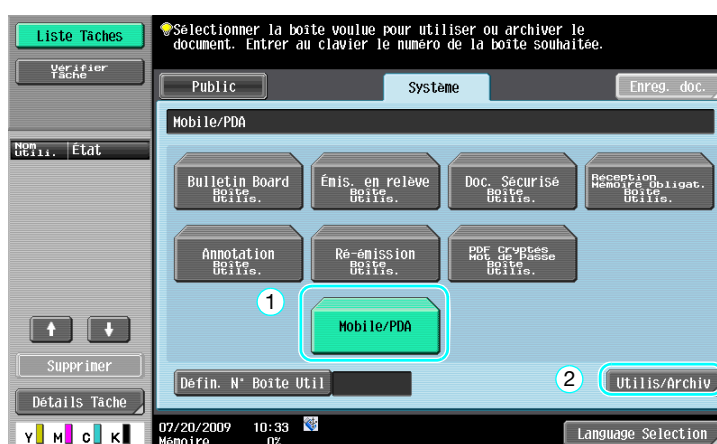 Liste Tâches
Sélectionner la boîte voulue pour utiliser ou archiver le
document. Entrer au clavier le numéro de la boîte souhaitée.
Vérifier
Tâche
Public
Système
Enreg. doc.
Mobile/PDA
Nom
Utili.
État
Bulletin Board
Boîte
Utilis.
Émis. en relève
Boîte
Utilis.
Doc. Sécurisé
Boîte
Utilis.
Réception
Mémoire Obligat.
Boîte
Utilis.
Annotation
Boîte
Utilis.
Ré-émission
Boîte
Utilis.
PDF Cryptés
Mot de Passe
Boîte
Utilis.
1
Mobile/PDA
Supprimer
Défin. N° Boîte Util
2
Utilis/Archiv
Détails Tâche
Y M C K
07/20/2009 10:33
Mémoire 0%
Language Selection